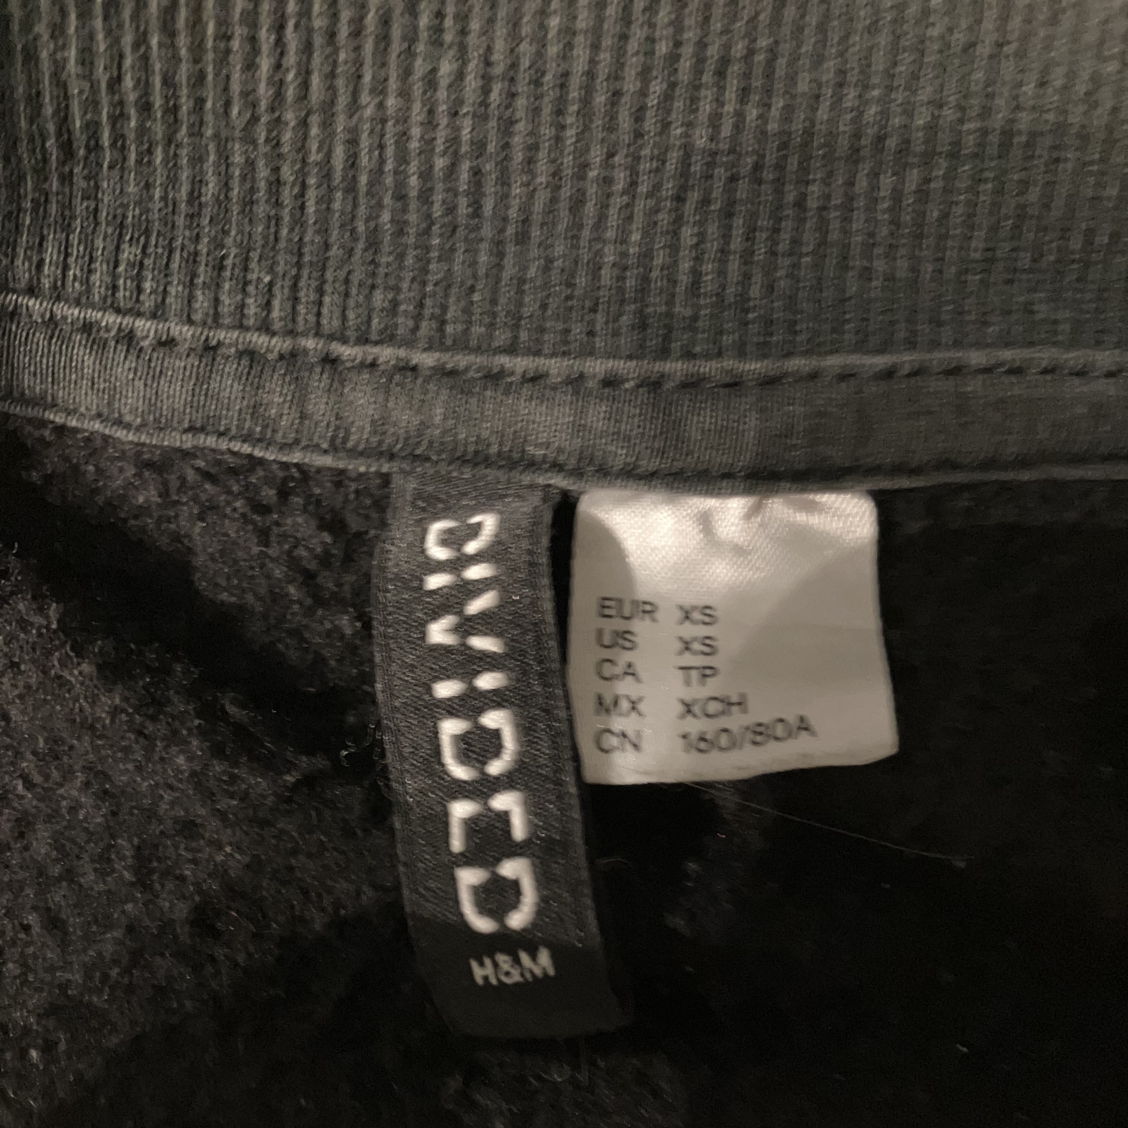 DIVIDED
H&M
EUR XS
US XS
CA TP
MX XCH
CN 160/80A